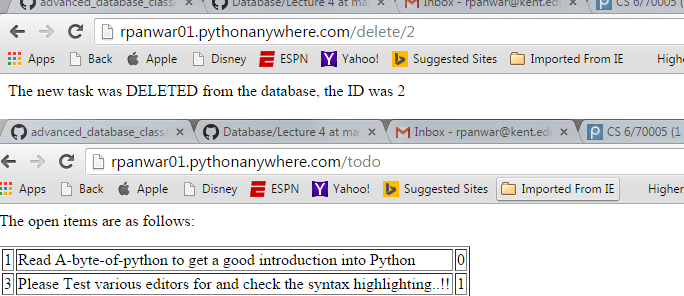 advanced_database_class/ Database/Lecture 4 at ma Inbox - rpanwar@kent.ed CS 6/70005 (1
rpanwar01.pythonanywhere.com/delete/2
Apps Back Apple Disney ESPN Yahoo! Suggested Sites Imported From IE Higher
The new task was DELETED from the database, the ID was 2
advanced_database_class/ Database/Lecture 4 at ma Inbox - rpanwar@kent.ed CS 6/70005 (1
rpanwar01.pythonanywhere.com/todo
Apps Back Apple Disney ESPN Yahoo! Suggested Sites Imported From IE Higher
The open items are as follows:
1 Read A-byte-of-python to get a good introduction into Python 0
3 Please Test various editors for and check the syntax highlighting..!! 1